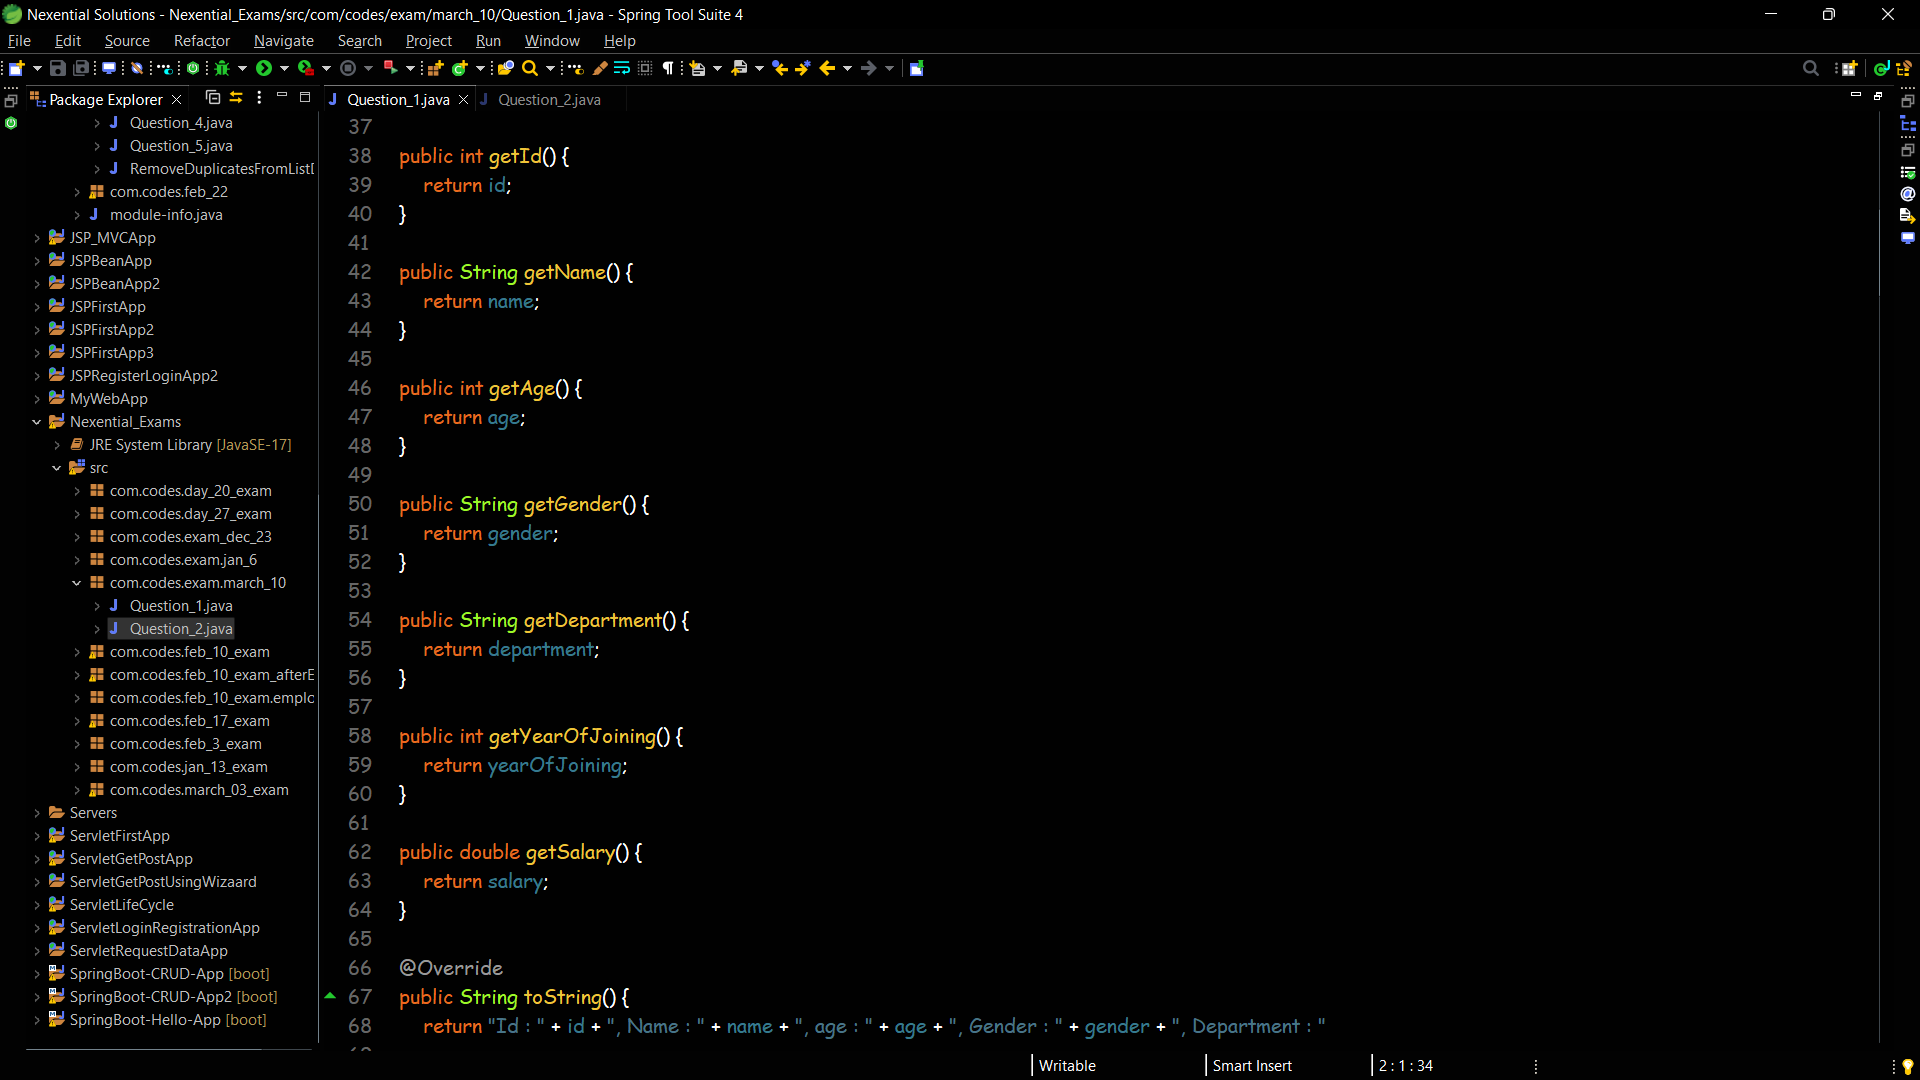 Nexential Solutions - Nexential_Exams/src/com/codes/exam/march_10/Question_1.java - Spring Tool Suite 4
File Edit Source Refactor Navigate Search Project Run Window Help
Package Explorer
Question_1.java
Question_2.java
Question_4.java
Question_5.java
RemoveDuplicatesFromListI
com.codes.feb_22
module-info.java
JSP_MVCApp
JSPBeanApp
JSPBeanApp2
JSPFirstApp
JSPFirstApp2
JSPFirstApp3
JSPRegisterLoginApp2
MyWebApp
Nexential_Exams
JRE System Library [JavaSE-17]
src
com.codes.day_20_exam
com.codes.day_27_exam
com.codes.exam_dec_23
com.codes.exam.jan_6
com.codes.exam.march_10
Question_1.java
Question_2.java
com.codes.feb_10_exam
com.codes.feb_10_exam_afterE
com.codes.feb_10_exam.emplo
com.codes.feb_17_exam
com.codes.feb_3_exam
com.codes.jan_13_exam
com.codes.march_03_exam
Servers
ServletFirstApp
ServletGetPostApp
ServletGetPostUsingWizaard
ServletLifeCycle
ServletLoginRegistrationApp
ServletRequestDataApp
SpringBoot-CRUD-App [boot]
SpringBoot-CRUD-App2 [boot]
SpringBoot-Hello-App [boot]
37
38 public int getId() {
39 return id;
40 }
41
42 public String getName() {
43 return name;
44 }
45
46 public int getAge() {
47 return age;
48 }
49
50 public String getGender() {
51 return gender;
52 }
53
54 public String getDepartment() {
55 return department;
56 }
57
58 public int getYearOfJoining() {
59 return yearOfJoining;
60 }
61
62 public double getSalary() {
63 return salary;
64 }
65
66 @Override
67 public String toString() {
68 return "Id : " + id + ", Name : " + name + ", age : " + age + ", Gender : " + gender + ", Department : "
Writable
Smart Insert
2 : 1 : 34